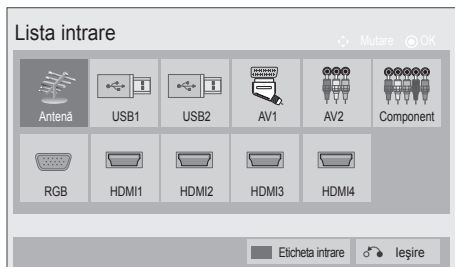 Lista intrare
Mutare OK
Antenă USB1 USB2 AV1 AV2 Component
RGB HDMI1 HDMI2 HDMI3 HDMI4
Eticheta intrare Ieşire